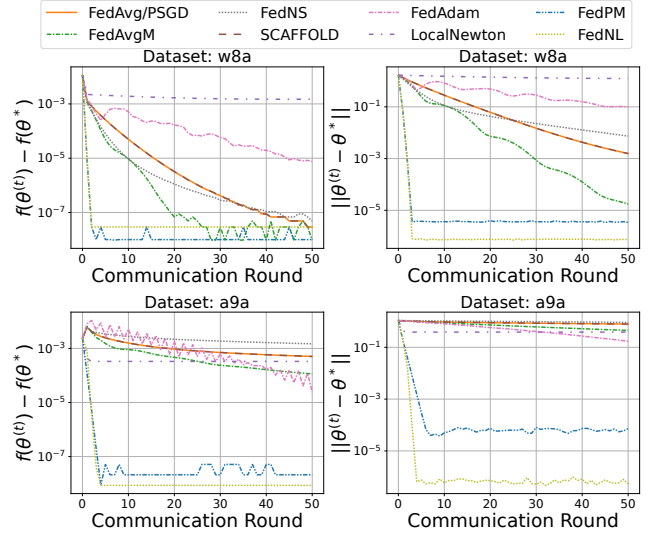 FedAvg/PSGD FedNS FedAdam FedPM
FedAvgM SCAFFOLD LocalNewton FedNL
Dataset: w8a
f(θ^(t)) − f(θ*)
10^−3
10^−5
10^−7
0 10 20 30 40 50
Communication Round
Dataset: w8a
||θ^(t) − θ*||
10^−1
10^−3
10^−5
0 10 20 30 40 50
Communication Round
Dataset: a9a
f(θ^(t)) − f(θ*)
10^−3
10^−5
10^−7
0 10 20 30 40 50
Communication Round
Dataset: a9a
||θ^(t) − θ*||
10^−1
10^−3
10^−5
0 10 20 30 40 50
Communication Round